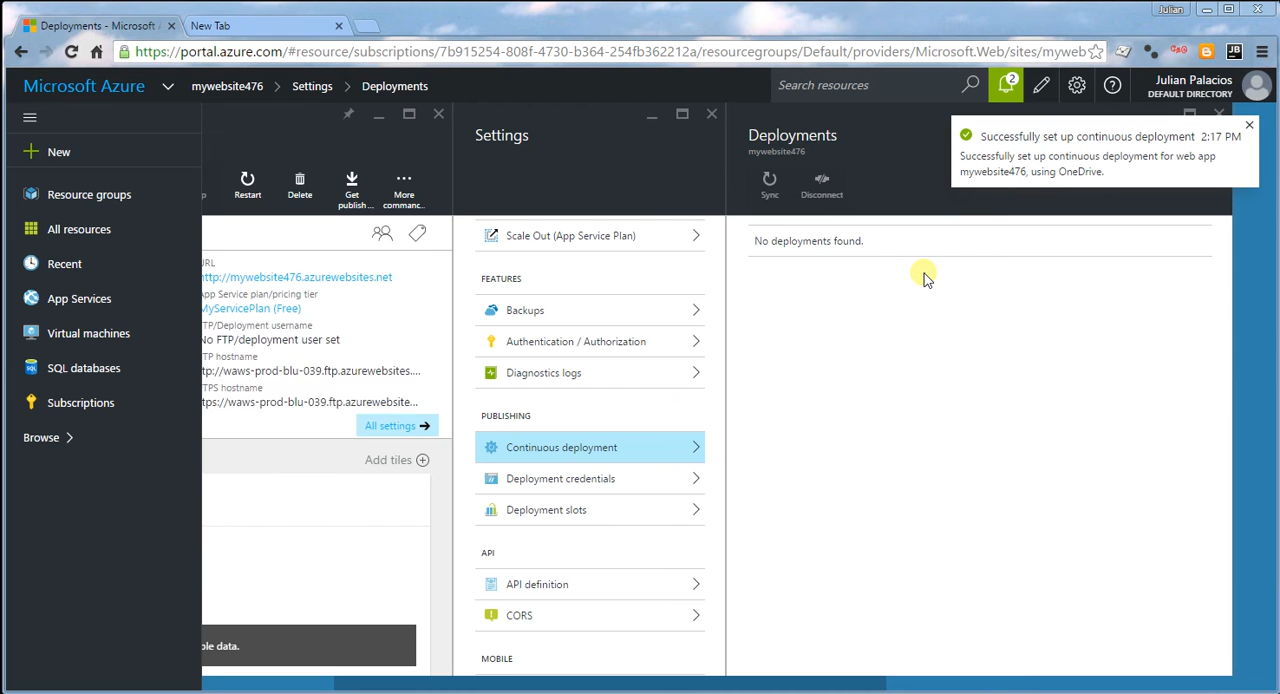 Julian
Deployments - Microsoft
New Tab
https://portal.azure.com/#resource/subscriptions/7b915254-808f-4730-b364-254fb362212a/resourcegroups/Default/providers/Microsoft.Web/sites/myweb
JB
Microsoft Azure
mywebsite476
Settings
Deployments
Search resources
2
Julian Palacios
DEFAULT DIRECTORY
New
Resource groups
All resources
Recent
App Services
Virtual machines
SQL databases
Subscriptions
Browse
p
Restart
Delete
Get
publish...
More
commanc...
RL
http://mywebsite476.azurewebsites.net
App Service plan/pricing tier
MyServicePlan (Free)
FTP/Deployment username
No FTP/deployment user set
TP hostname
tp://waws-prod-blu-039.ftp.azurewebsites....
TPS hostname
tps://waws-prod-blu-039.ftp.azurewebsite...
All settings
Add tiles
ble data.
Settings
Scale Out (App Service Plan)
FEATURES
Backups
Authentication / Authorization
Diagnostics logs
PUBLISHING
Continuous deployment
Deployment credentials
Deployment slots
API
API definition
CORS
MOBILE
Deployments
mywebsite476
Sync
Disconnect
No deployments found.
Successfully set up continuous deployment 2:17 PM
Successfully set up continuous deployment for web app
mywebsite476, using OneDrive.